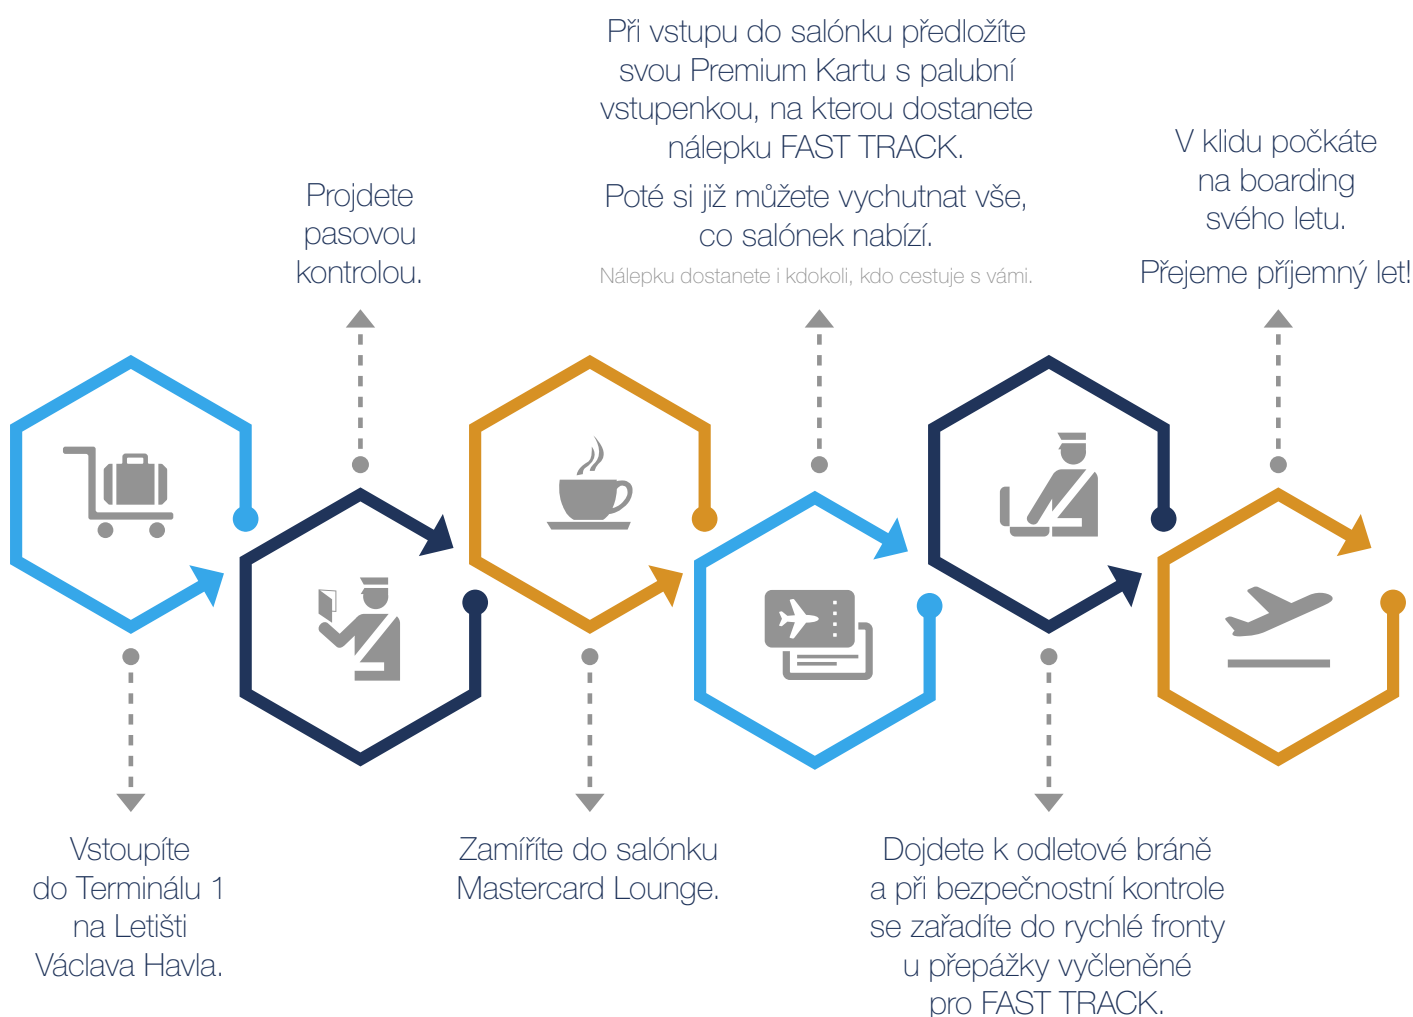 Vstoupíte
do Terminálu 1
na Letišti
Václava Havla.
Projdete
pasovou
kontrolou.
Zamíříte do salónku
Mastercard Lounge.
Při vstupu do salónku předložíte
svou Premium Kartu s palubní
vstupenkou, na kterou dostanete
nálepku FAST TRACK.
Poté si již můžete vychutnat vše,
co salónek nabízí.
Nálepku dostanete i kdokoli, kdo cestuje s vámi.
Dojdete k odletové bráně
a při bezpečnostní kontrole
se zařadíte do rychlé fronty
u přepážky vyčleněné
pro FAST TRACK.
V klidu počkáte
na boarding
svého letu.
Přejeme příjemný let!